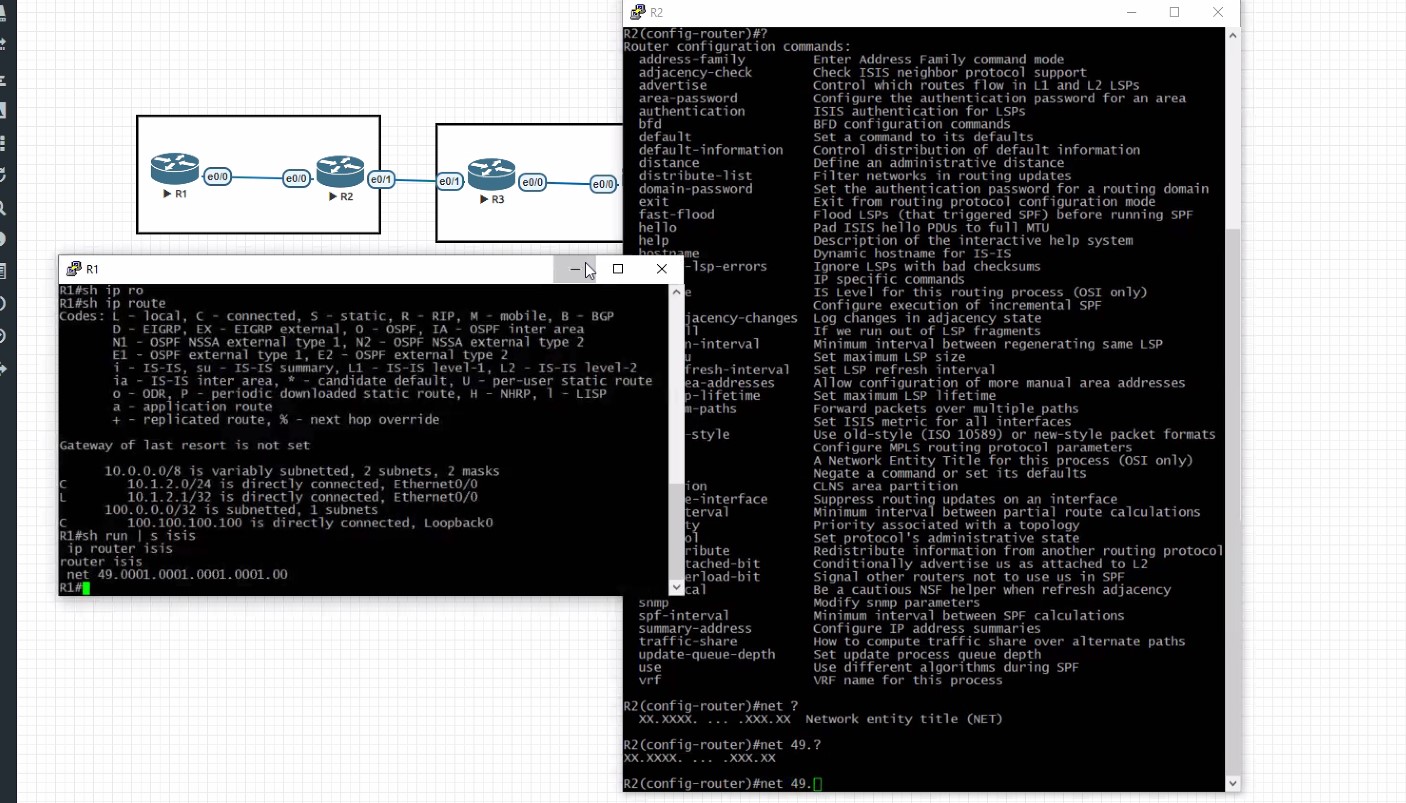 R1
e0/0
e0/0
R2
e0/1
e0/1
R3
e0/0
e0/0
R1
R1#sh ip ro
R1#sh ip route
Codes: L - local, C - connected, S - static, R - RIP, M - mobile, B - BGP
D - EIGRP, EX - EIGRP external, O - OSPF, IA - OSPF inter area
N1 - OSPF NSSA external type 1, N2 - OSPF NSSA external type 2
E1 - OSPF external type 1, E2 - OSPF external type 2
i - IS-IS, su - IS-IS summary, L1 - IS-IS level-1, L2 - IS-IS level-2
ia - IS-IS inter area, * - candidate default, U - per-user static route
o - ODR, P - periodic downloaded static route, H - NHRP, l - LISP
a - application route
+ - replicated route, % - next hop override
Gateway of last resort is not set
10.0.0.0/8 is variably subnetted, 2 subnets, 2 masks
C 10.1.2.0/24 is directly connected, Ethernet0/0
L 10.1.2.1/32 is directly connected, Ethernet0/0
100.0.0.0/32 is subnetted, 1 subnets
C 100.100.100.100 is directly connected, Loopback0
R1#sh run | s isis
ip router isis
router isis
net 49.0001.0001.0001.0001.00
R1#
R2
R2(config-router)#?
Router configuration commands:
address-family Enter Address Family command mode
adjacency-check Check ISIS neighbor protocol support
advertise Control which routes flow in L1 and L2 LSPs
area-password Configure the authentication password for an area
authentication ISIS authentication for LSPs
bfd BFD configuration commands
default Set a command to its defaults
default-information Control distribution of default information
distance Define an administrative distance
distribute-list Filter networks in routing updates
domain-password Set the authentication password for a routing domain
exit Exit from routing protocol configuration mode
fast-flood Flood LSPs (that triggered SPF) before running SPF
hello Pad ISIS hello PDUs to full MTU
help Description of the interactive help system
hostname Dynamic hostname for IS-IS
-lsp-errors Ignore LSPs with bad checksums
IP specific commands
e IS Level for this routing process (OSI only)
Configure execution of incremental SPF
jacency-changes Log changes in adjacency state
ll If we run out of LSP fragments
n-interval Minimum interval between regenerating same LSP
u Set maximum LSP size
fresh-interval Set LSP refresh interval
ea-addresses Allow configuration of more manual area addresses
p-lifetime Set maximum LSP lifetime
m-paths Forward packets over multiple paths
Set ISIS metric for all interfaces
-style Use old-style (ISO 10589) or new-style packet formats
Configure MPLS routing protocol parameters
A Network Entity Title for this process (OSI only)
Negate a command or set its defaults
ion CLNS area partition
e-interface Suppress routing updates on an interface
terval Minimum interval between partial route calculations
ty Priority associated with a topology
ol Set protocol's administrative state
ribute Redistribute information from another routing protocol
tached-bit Conditionally advertise us as attached to L2
erload-bit Signal other routers not to use us in SPF
cal Be a cautious NSF helper when refresh adjacency
snmp Modify snmp parameters
spf-interval Minimum interval between SPF calculations
summary-address Configure IP address summaries
traffic-share How to compute traffic share over alternate paths
update-queue-depth Set update process queue depth
use Use different algorithms during SPF
vrf VRF name for this process
R2(config-router)#net ?
XX.XXXX. ... .XXX.XX Network entity title (NET)
R2(config-router)#net 49.?
XX.XXXX. ... .XXX.XX
R2(config-router)#net 49.